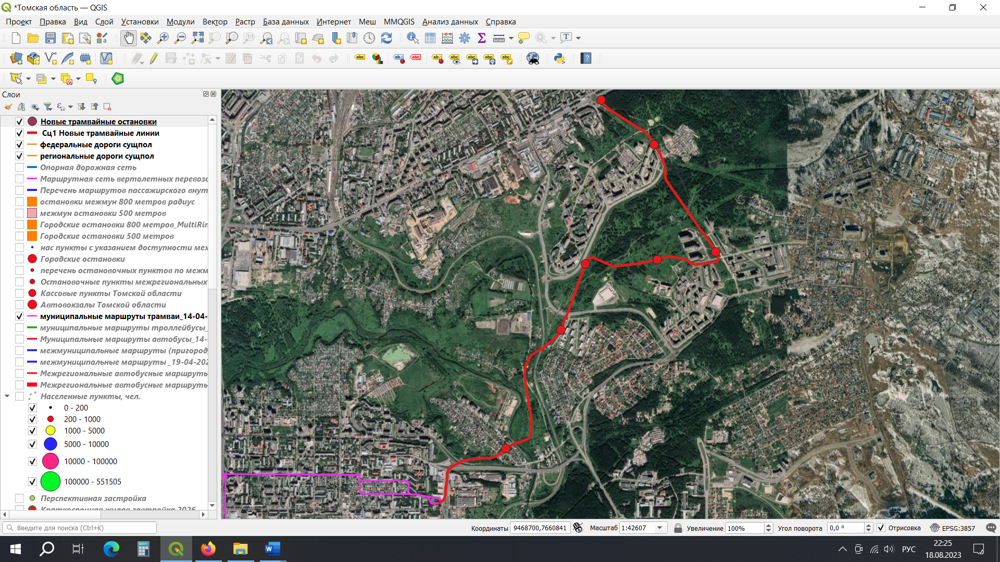 *Томская область — QGIS
Проект Правка Вид Слой Установки Модули Вектор Растр База данных Интернет Меш MMQGIS Анализ данных Справка
Слои
Новые трамвайные остановки
Сц1 Новые трамвайные линии
федеральные дороги сущпол
региональные дороги сущпол
Опорная дорожная сеть
Маршрутная сеть вертолетных перевозо
Перечень маршрутов пассажирского внут
остановки межмун 800 метров радиус
межмун остановки 500 метров
Городские остановки 800 метров_MultiRin
Городские остановки 500 метров
нас пункты с указанием доступности меж
Городские остановки
перечень остановочных пунктов по межм
Остановочные пункты межрегиональных
Кассовые пункты Томской области
Автовокзалы Томской области
муниципальные маршруты трамваи_14-04-
муниципальные маршруты троллейбусы_
Муниципальные маршруты автобусы_14-
межмуниципальные маршруты (пригород
межмуниципальные маршруты _19-04-202
Межрегиональные автобусные маршруты
Межрегиональные автобусные маршруты
Населенные пункты, чел.
0 - 200
200 - 1000
1000 - 5000
5000 - 10000
10000 - 100000
100000 - 551505
Перспективная застройка
Краткосрочная жилая застройка 2026
Введите для поиска (Ctrl+K)
Координаты 9468700,7660841 Масштаб 1:42607 Увеличение 100% Угол поворота 0,0 ° Отрисовка EPSG:3857
РУС
22:25
18.08.2023